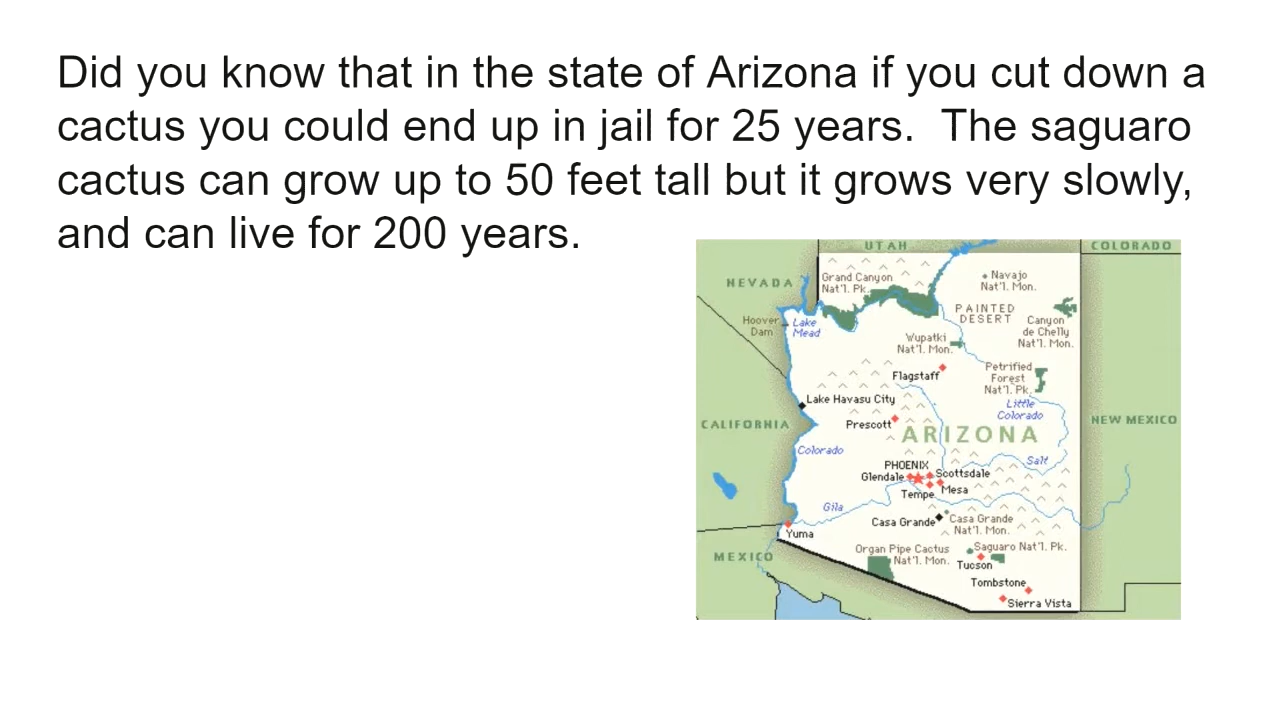 Did you know that in the state of Arizona if you cut down a
cactus you could end up in jail for 25 years.  The saguaro
cactus can grow up to 50 feet tall but it grows very slowly,
and can live for 200 years.
UTAH
COLORADO
NEVADA
Grand Canyon
Nat'l. Pk.
Navajo
Nat'l. Mon.
PAINTED
DESERT
Hoover
Dam
Lake
Mead
Canyon
de Chelly
Nat'l. Mon.
Wupatki
Nat'l. Mon.
Flagstaff
Petrified
Forest
Nat'l. Pk.
Lake Havasu City
Little
Colorado
CALIFORNIA
Prescott
ARIZONA
NEW MEXICO
Colorado
Salt
PHOENIX
Glendale
Scottsdale
Tempe
Mesa
Gila
Casa Grande
Casa Grande
Nat'l. Mon.
Yuma
MEXICO
Organ Pipe Cactus
Nat'l. Mon.
Saguaro Nat'l. Pk.
Tucson
Tombstone
Sierra Vista